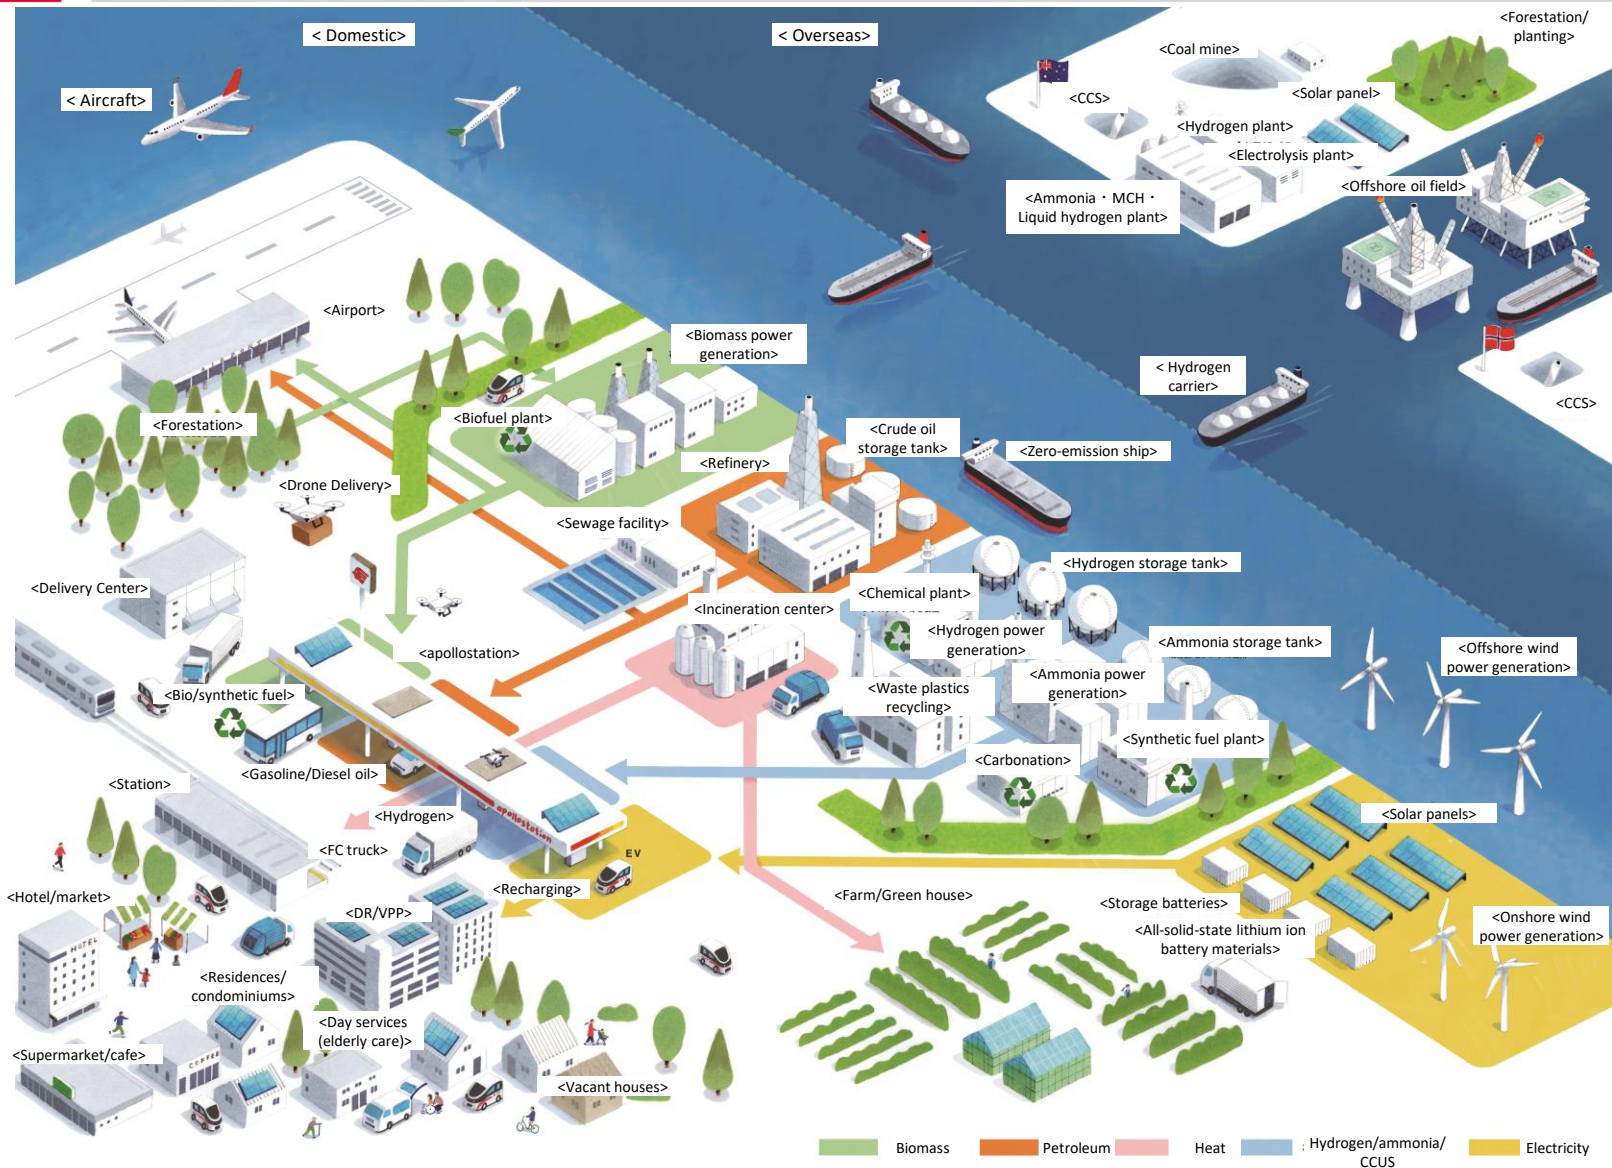 < Domestic>
< Overseas>
<Forestation/
planting>
<Coal mine>
< Aircraft>
<CCS>
<Solar panel>
<Hydrogen plant>
<Electrolysis plant>
<Ammonia・MCH・
Liquid hydrogen plant>
<Offshore oil field>
<Airport>
<Biomass power
generation>
< Hydrogen
carrier>
<CCS>
<Forestation>
<Biofuel plant>
<Crude oil
storage tank>
<Refinery>
<Zero-emission ship>
<Drone Delivery>
<Sewage facility>
<Delivery Center>
<Hydrogen storage tank>
<Chemical plant>
<Incineration center>
<Hydrogen power
generation>
<Ammonia storage tank>
<Offshore wind
power generation>
<apollostation>
<Ammonia power
generation>
<Bio/synthetic fuel>
<Waste plastics
recycling>
<Synthetic fuel plant>
<Carbonation>
<Gasoline/Diesel oil>
<Station>
apollostation
<Hydrogen>
<Solar panels>
<FC truck>
EV
<Recharging>
<Hotel/market>
HOTEL
<DR/VPP>
<Farm/Green house>
<Storage batteries>
<All-solid-state lithium ion
battery materials>
<Onshore wind
power generation>
<Residences/
condominiums>
<Day services
(elderly care)>
<Supermarket/cafe>
COFFEE
<Vacant houses>
Biomass
Petroleum
Heat
Hydrogen/ammonia/
CCUS
Electricity